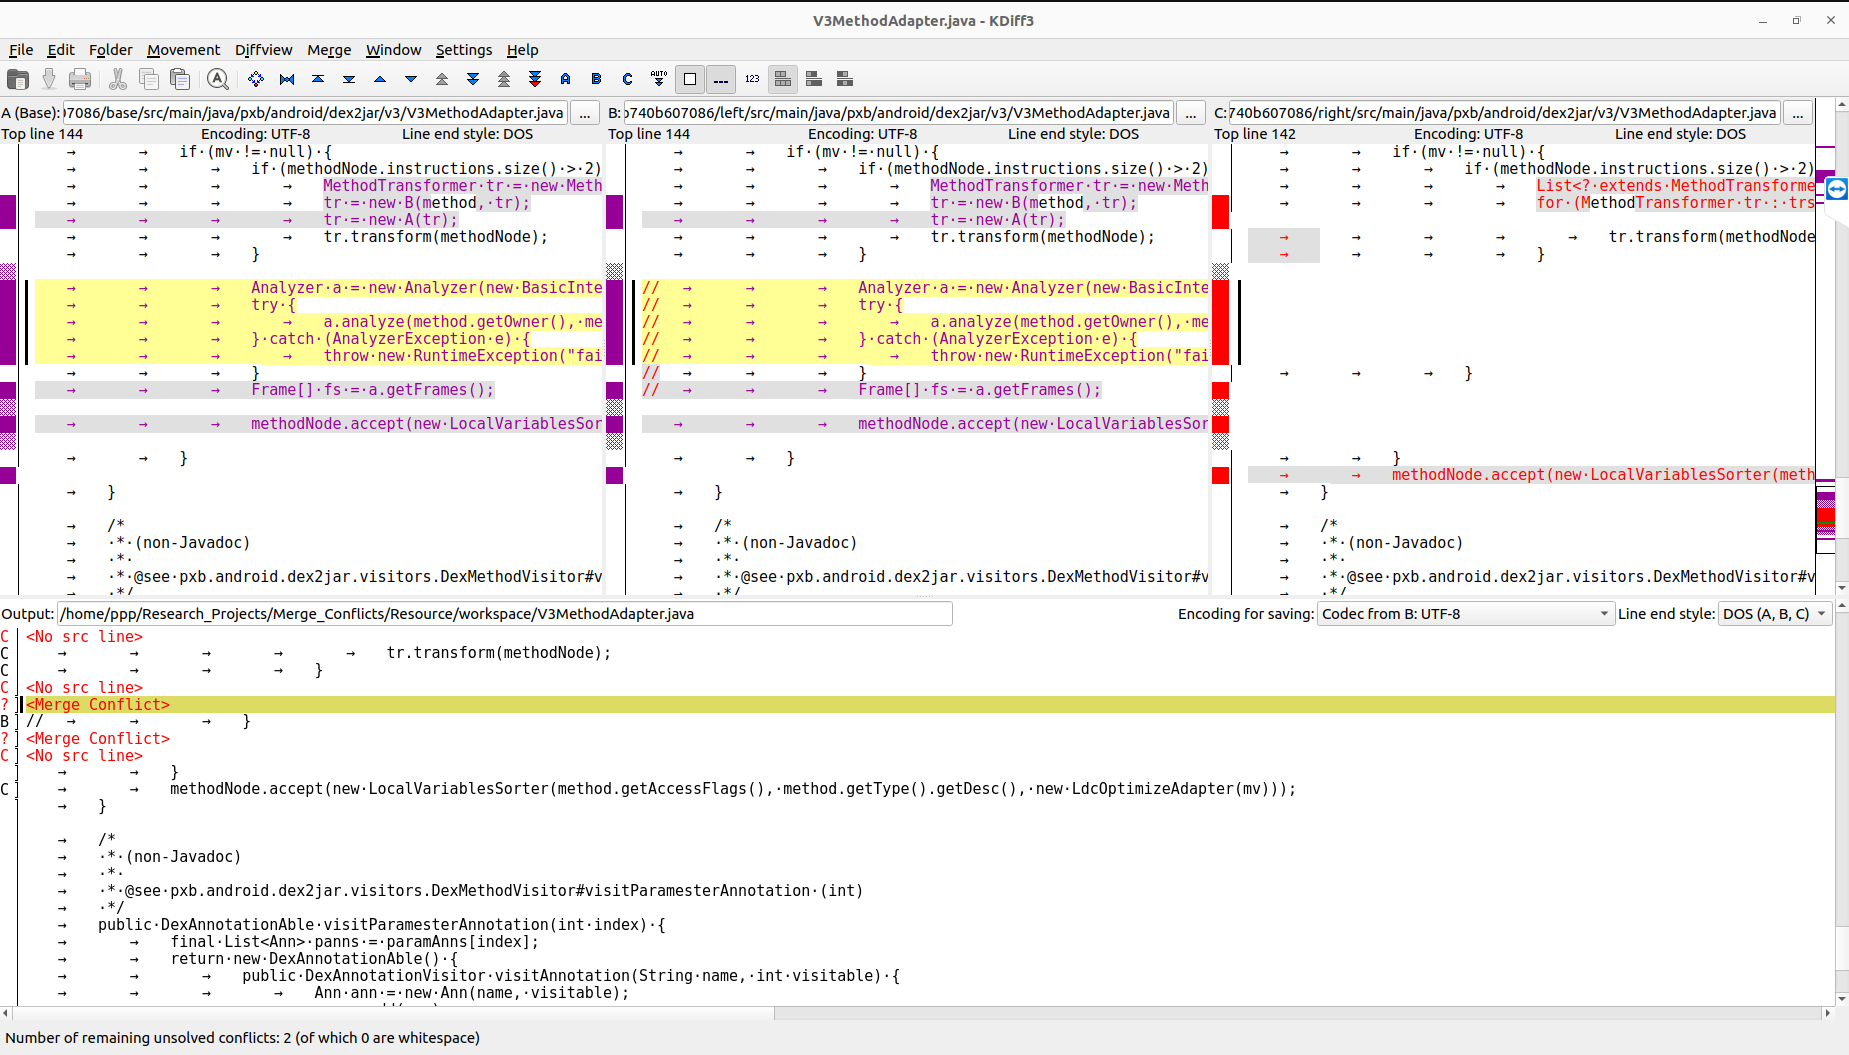 V3MethodAdapter.java - KDiff3
File Edit Folder Movement Diffview Merge Window Settings Help
A B C AUTO 123
A (Base): 07086/base/src/main/java/pxb/android/dex2jar/v3/V3MethodAdapter.java ...
Top line 144 Encoding: UTF-8 Line end style: DOS
→ → if·(mv·!=·null)·{
→ → → if·(methodNode.instructions.size()·>·2)
→ → → → MethodTransformer·tr·=·new·Meth
→ → → → tr·=·new·B(method,·tr);
→ → → → tr·=·new·A(tr);
→ → → → tr.transform(methodNode);
→ → → }
→ → → Analyzer·a·=·new·Analyzer(new·BasicInte
→ → → try·{
→ → → → a.analyze(method.getOwner(),·me
→ → → }·catch·(AnalyzerException·e)·{
→ → → → throw·new·RuntimeException("fai
→ → → }
→ → → Frame[]·fs·=·a.getFrames();
→ → → methodNode.accept(new·LocalVariablesSor
→ → }
→ }
→ /*
→ ·*·(non-Javadoc)
→ ·*·
→ ·*·@see·pxb.android.dex2jar.visitors.DexMethodVisitor#v
→ ·*/
B: b740b607086/left/src/main/java/pxb/android/dex2jar/v3/V3MethodAdapter.java ...
Top line 144 Encoding: UTF-8 Line end style: DOS
→ → if·(mv·!=·null)·{
→ → → if·(methodNode.instructions.size()·>·2)
→ → → → MethodTransformer·tr·=·new·Meth
→ → → → tr·=·new·B(method,·tr);
→ → → → tr·=·new·A(tr);
→ → → → tr.transform(methodNode);
→ → → }
// → → → Analyzer·a·=·new·Analyzer(new·BasicInte
// → → → try·{
// → → → → a.analyze(method.getOwner(),·me
// → → → }·catch·(AnalyzerException·e)·{
// → → → → throw·new·RuntimeException("fai
// → → → }
// → → → Frame[]·fs·=·a.getFrames();
→ → → methodNode.accept(new·LocalVariablesSor
→ → }
→ }
→ /*
→ ·*·(non-Javadoc)
→ ·*·
→ ·*·@see·pxb.android.dex2jar.visitors.DexMethodVisitor#v
→ ·*/
C: 740b607086/right/src/main/java/pxb/android/dex2jar/v3/V3MethodAdapter.java ...
Top line 142 Encoding: UTF-8 Line end style: DOS
→ → if·(mv·!=·null)·{
→ → → if·(methodNode.instructions.size()·>·2)
→ → → → List<?·extends·MethodTransforme
→ → → → for·(MethodTransformer·tr·:·trs
→ → → → → tr.transform(methodNode
→ → → → }
→ → → }
→ → }
→ → methodNode.accept(new·LocalVariablesSorter(meth
→ }
→ /*
→ ·*·(non-Javadoc)
→ ·*·
→ ·*·@see·pxb.android.dex2jar.visitors.DexMethodVisitor#v
→ ·*/
Output: /home/ppp/Research_Projects/Merge_Conflicts/Resource/workspace/V3MethodAdapter.java Encoding for saving: Codec from B: UTF-8 Line end style: DOS (A, B, C)
C <No src line>
C → → → → → tr.transform(methodNode);
C → → → → }
C <No src line>
? <Merge Conflict>
B // → → → }
? <Merge Conflict>
C <No src line>
→ → }
C → → methodNode.accept(new·LocalVariablesSorter(method.getAccessFlags(),·method.getType().getDesc(),·new·LdcOptimizeAdapter(mv)));
→ }
→ /*
→ ·*·(non-Javadoc)
→ ·*·
→ ·*·@see·pxb.android.dex2jar.visitors.DexMethodVisitor#visitParamesterAnnotation·(int)
→ ·*/
→ public·DexAnnotationAble·visitParamesterAnnotation(int·index)·{
→ → final·List<Ann>·panns·=·paramAnns[index];
→ → return·new·DexAnnotationAble()·{
→ → → public·DexAnnotationVisitor·visitAnnotation(String·name,·int·visitable)·{
→ → → → Ann·ann·=·new·Ann(name,·visitable);
Number of remaining unsolved conflicts: 2 (of which 0 are whitespace)